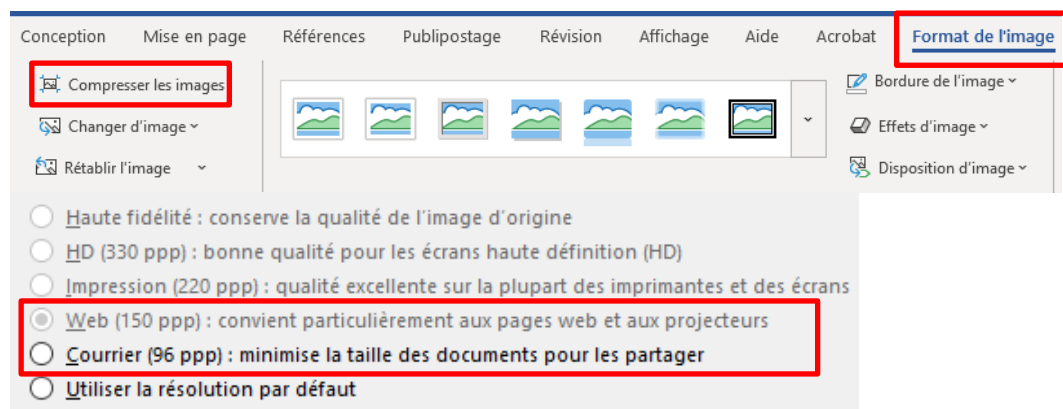 Conception Mise en page Références Publipostage Révision Affichage Aide Acrobat Format de l'image
Compresser les images
Changer d'image
Rétablir l'image
Bordure de l'image
Effets d'image
Disposition d'image
Haute fidélité : conserve la qualité de l'image d'origine
HD (330 ppp) : bonne qualité pour les écrans haute définition (HD)
Impression (220 ppp) : qualité excellente sur la plupart des imprimantes et des écrans
Web (150 ppp) : convient particulièrement aux pages web et aux projecteurs
Courrier (96 ppp) : minimise la taille des documents pour les partager
Utiliser la résolution par défaut